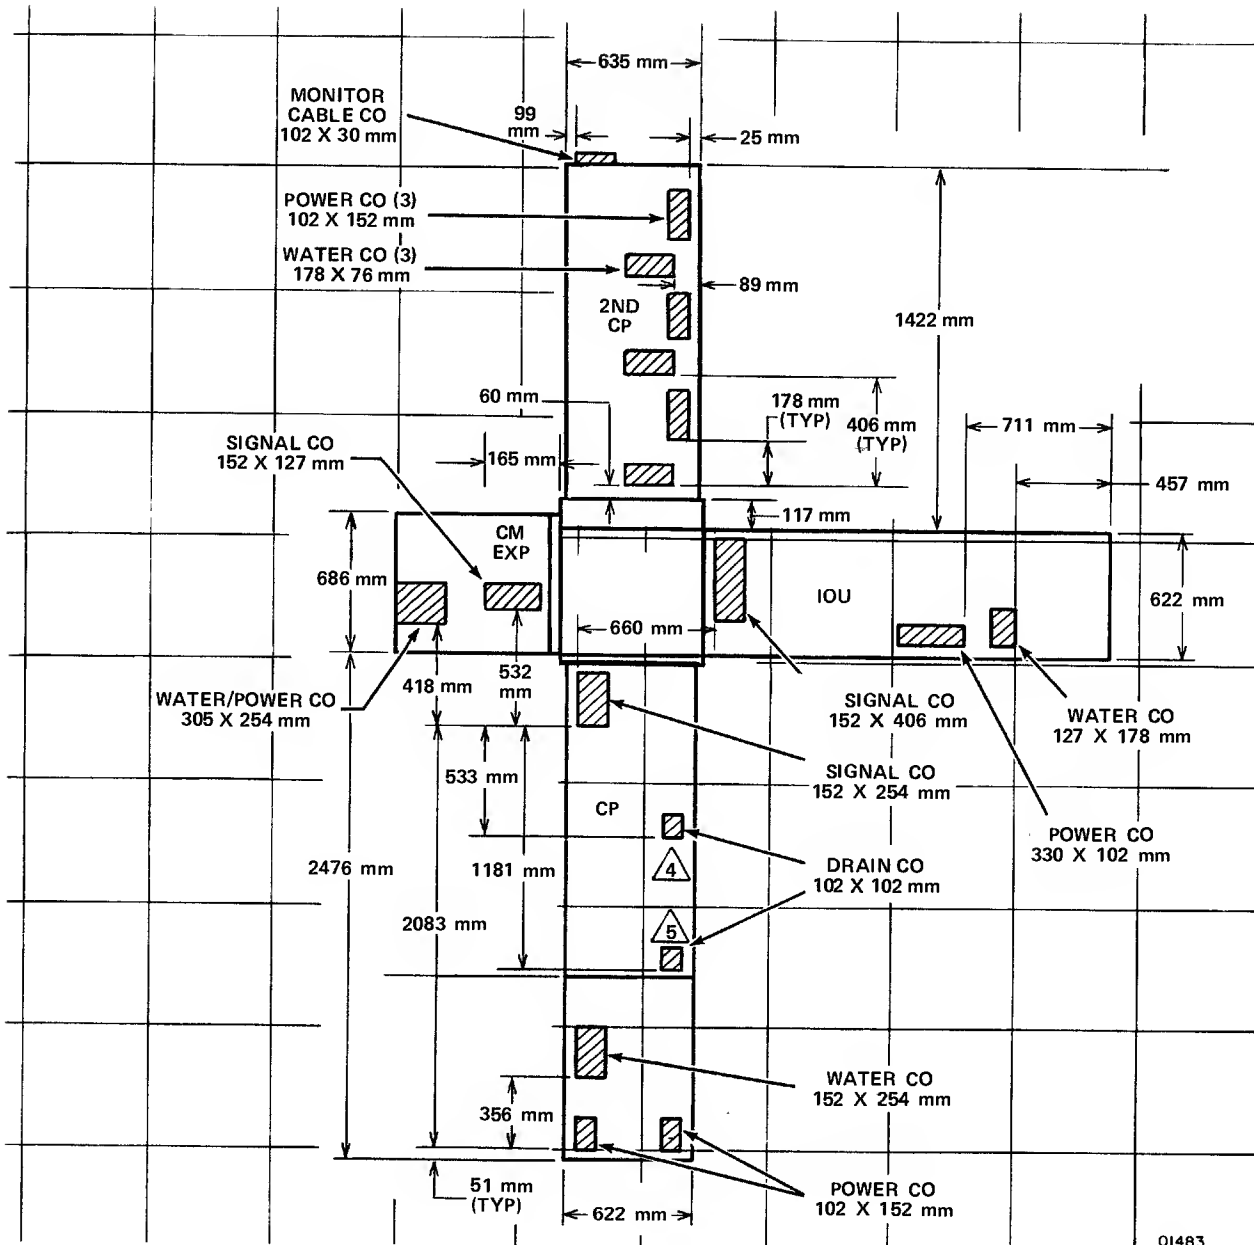 635 mm
MONITOR
CABLE CO
102 X 30 mm
99
mm
25 mm
POWER CO (3)
102 X 152 mm
WATER CO (3)
178 X 76 mm
89 mm
2ND
CP
1422 mm
60 mm
178 mm
(TYP)
406 mm
(TYP)
711 mm
SIGNAL CO
152 X 127 mm
165 mm
457 mm
117 mm
CM
EXP
686 mm
IOU
622 mm
660 mm
418 mm
532
mm
WATER/POWER CO
305 X 254 mm
SIGNAL CO
152 X 406 mm
WATER CO
127 X 178 mm
533 mm
SIGNAL CO
152 X 254 mm
CP
POWER CO
330 X 102 mm
2476 mm
1181 mm
4
DRAIN CO
102 X 102 mm
2083 mm
5
WATER CO
152 X 254 mm
356 mm
51 mm
(TYP)
622 mm
POWER CO
102 X 152 mm
01483